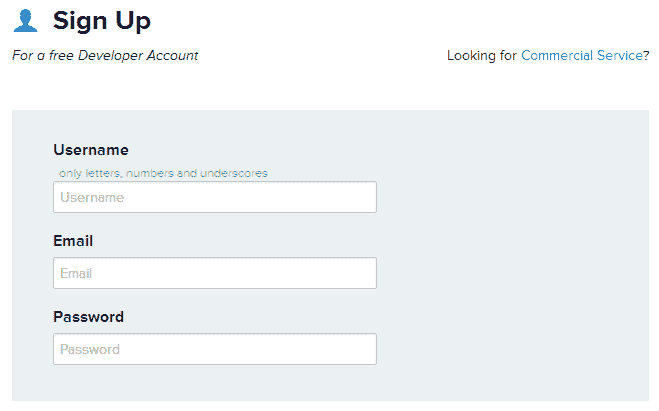 Sign Up
For a free Developer Account
Looking for Commercial Service?
Username
only letters, numbers and underscores
Username
Email
Email
Password
Password